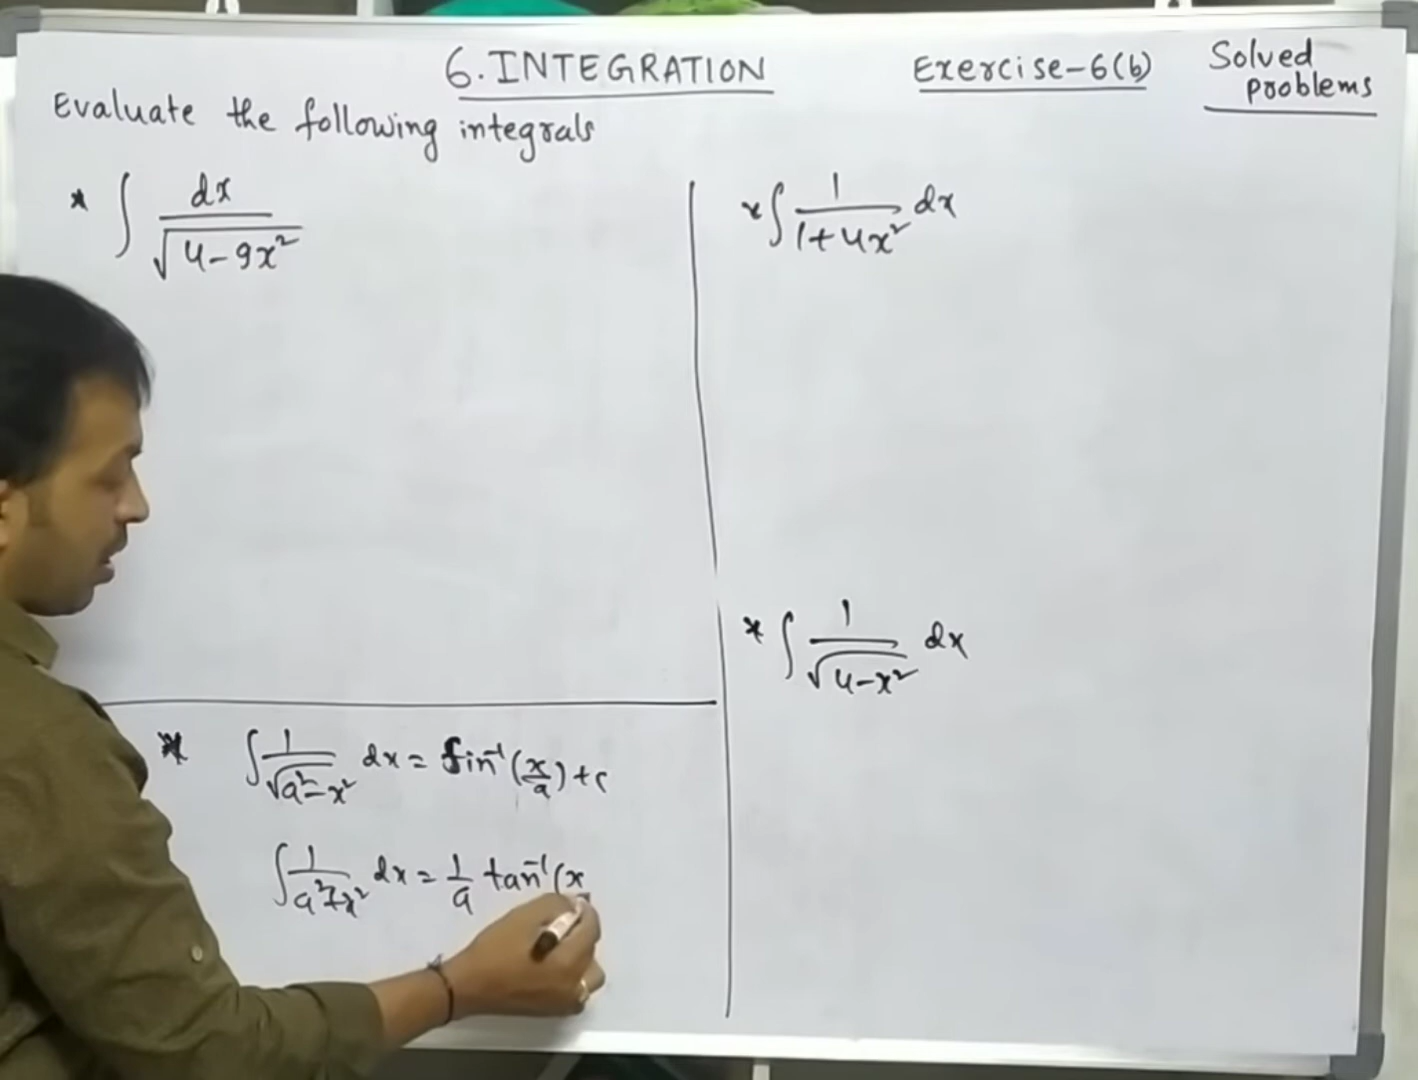 6. INTEGRATION
Exercise-6(b)
Solved
problems
Evaluate the following integrals
* ∫ dx / √(4-9x²)
* ∫ 1/(1+4x²) dx
* ∫ 1/√(4-x²) dx
* ∫ 1/√(a²-x²) dx = Sin⁻¹(x/a)+c
∫ 1/(a²+x²) dx = 1/a tan⁻¹(x